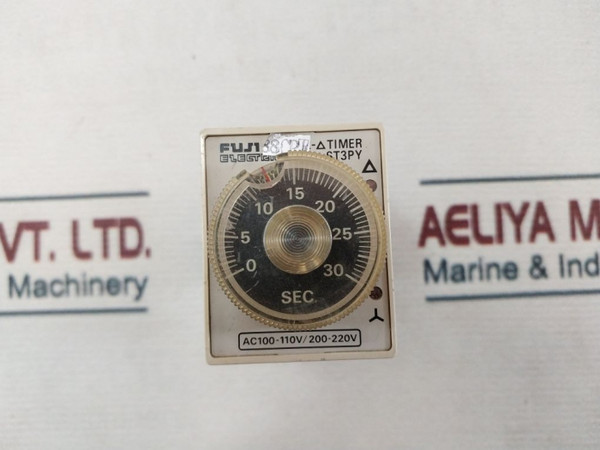 FUJI -△ TIMER
ELECTRIC ST3PY
△
0 5 10 15 20 25 30
SEC
AC100-110V/200-220V
VT. LTD.
Machinery
AELIYA M
Marine & Ind